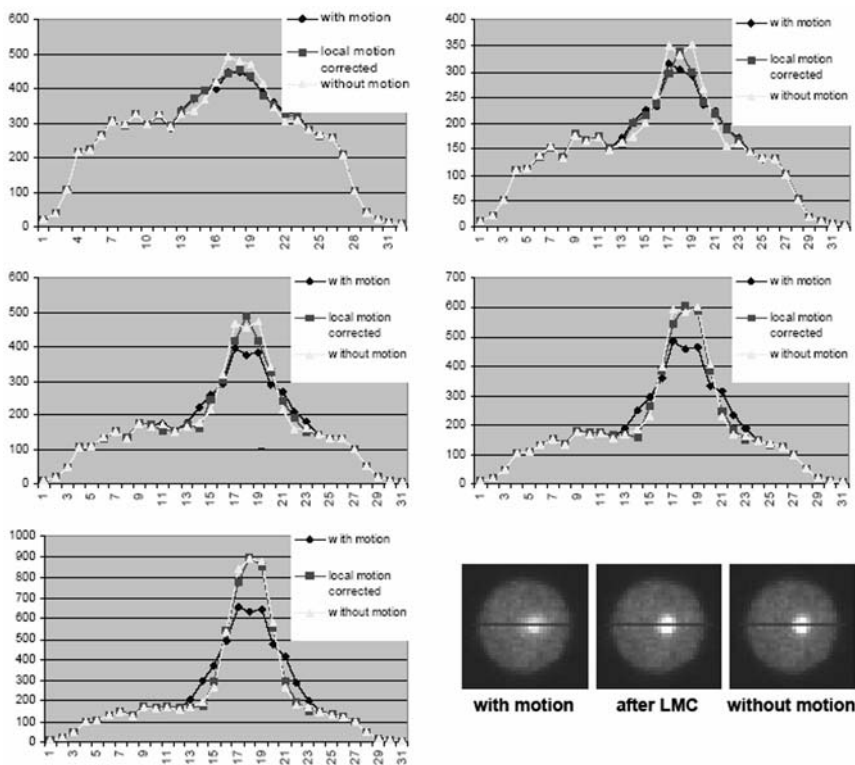 600
500
400
300
200
100
0
1 4 7 10 13 16 19 22 25 28 31
with motion
local motion
corrected
without motion
400
350
300
250
200
150
100
50
0
1 3 5 7 9 11 13 15 17 19 21 23 25 27 29 31
with motion
local motion
corrected
without motion
600
500
400
300
200
100
0
1 3 5 7 9 11 13 15 17 19 21 23 25 27 29 31
with motion
local motion
corrected
without motion
700
600
500
400
300
200
100
0
1 3 5 7 9 11 13 15 17 19 21 23 25 27 29 31
with motion
local motion
corrected
without motion
1000
900
800
700
600
500
400
300
200
100
0
1 3 5 7 9 11 13 15 17 19 21 23 25 27 29 31
with motion
local motion
corrected
without motion
with motion after LMC without motion